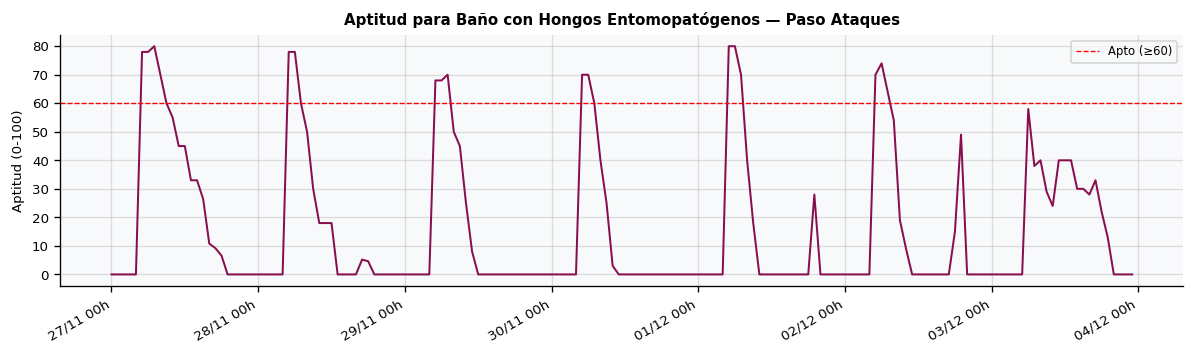 Aptitud para Baño con Hongos Entomopatógenos — Paso Ataques
Apto (≥60)
Aptitud (0-100)
80
70
60
50
40
30
20
10
0
27/11 00h
28/11 00h
29/11 00h
30/11 00h
01/12 00h
02/12 00h
03/12 00h
04/12 00h